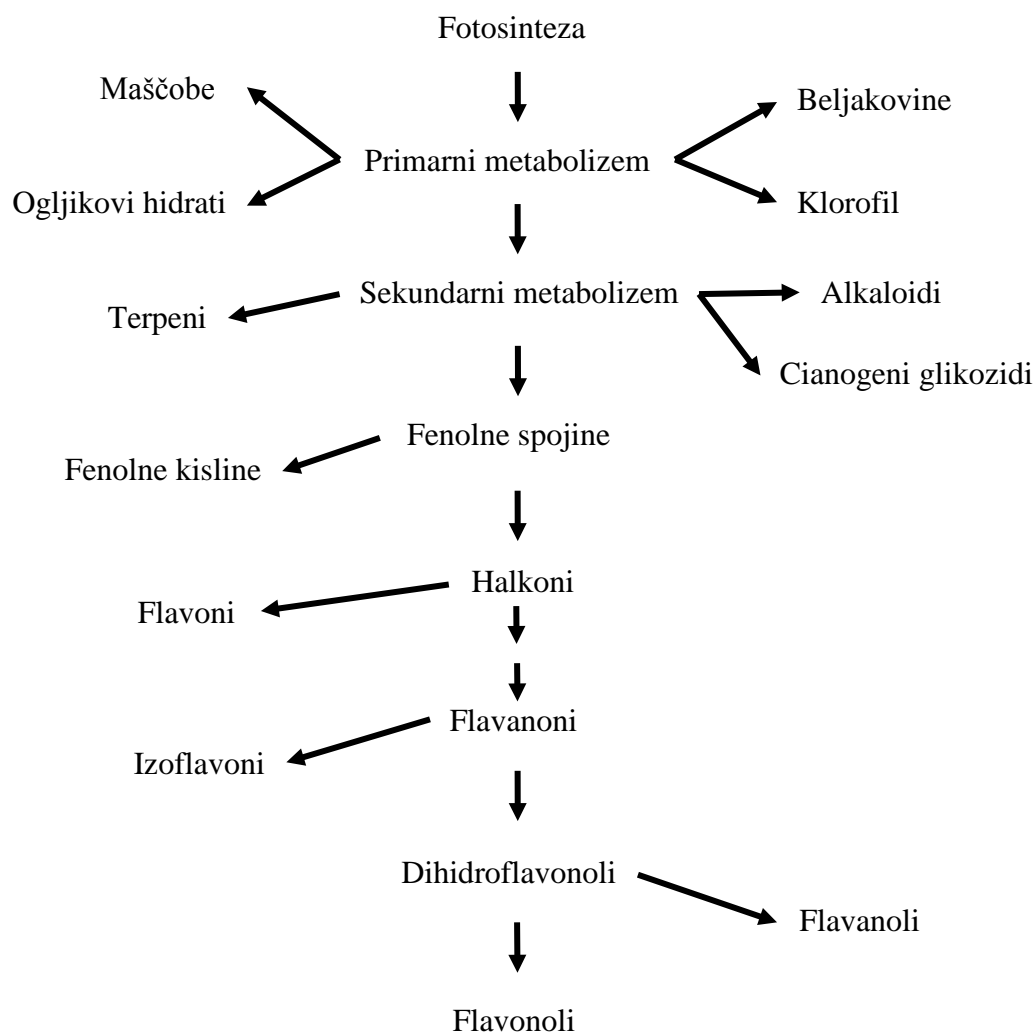 Fotosinteza
Maščobe
Beljakovine
Primarni metabolizem
Ogljikovi hidrati
Klorofil
Sekundarni metabolizem
Alkaloidi
Terpeni
Cianogeni glikozidi
Fenolne spojine
Fenolne kisline
Halkoni
Flavoni
Flavanoni
Izoflavoni
Dihidroflavonoli
Flavanoli
Flavonoli